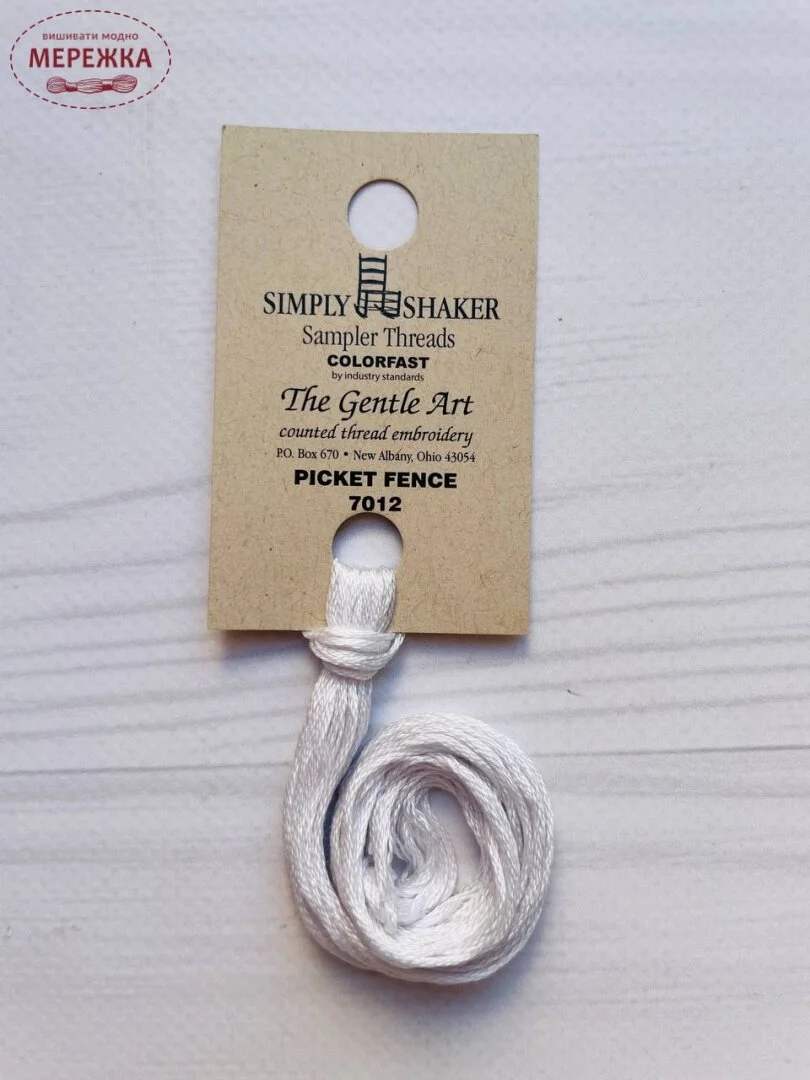 вишивати модно
МЕРЕЖКА
SIMPLY SHAKER
Sampler Threads
COLORFAST
by industry standards
The Gentle Art
counted thread embroidery
P.O. Box 670 • New Albany, Ohio 43054
PICKET FENCE
7012